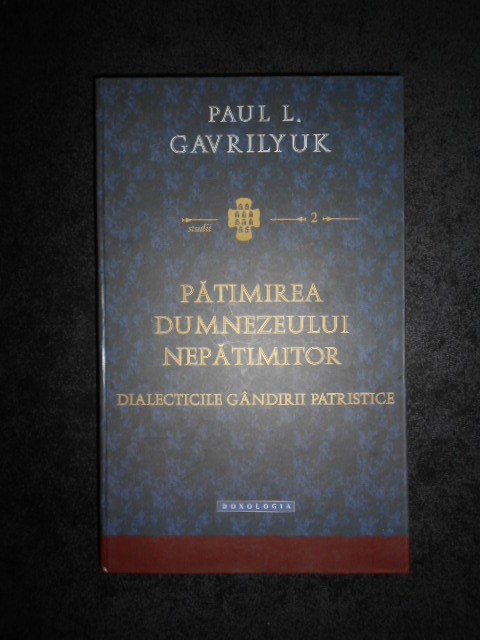 PAUL L.
GAVRILYUK
studii 2
PĂTIMIREA
DUMNEZEULUI
NEPĂTIMITOR
DIALECTICILE GÂNDIRII PATRISTICE
DOXOLOGIA